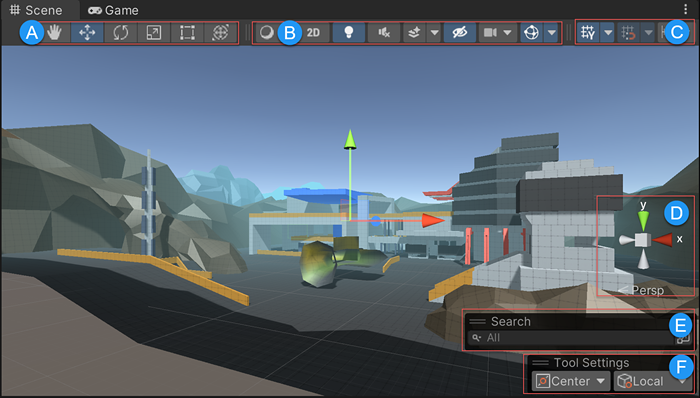 Scene Game
A B 2D C
y
D
x
< Persp
Search E
All
Tool Settings F
Center Local